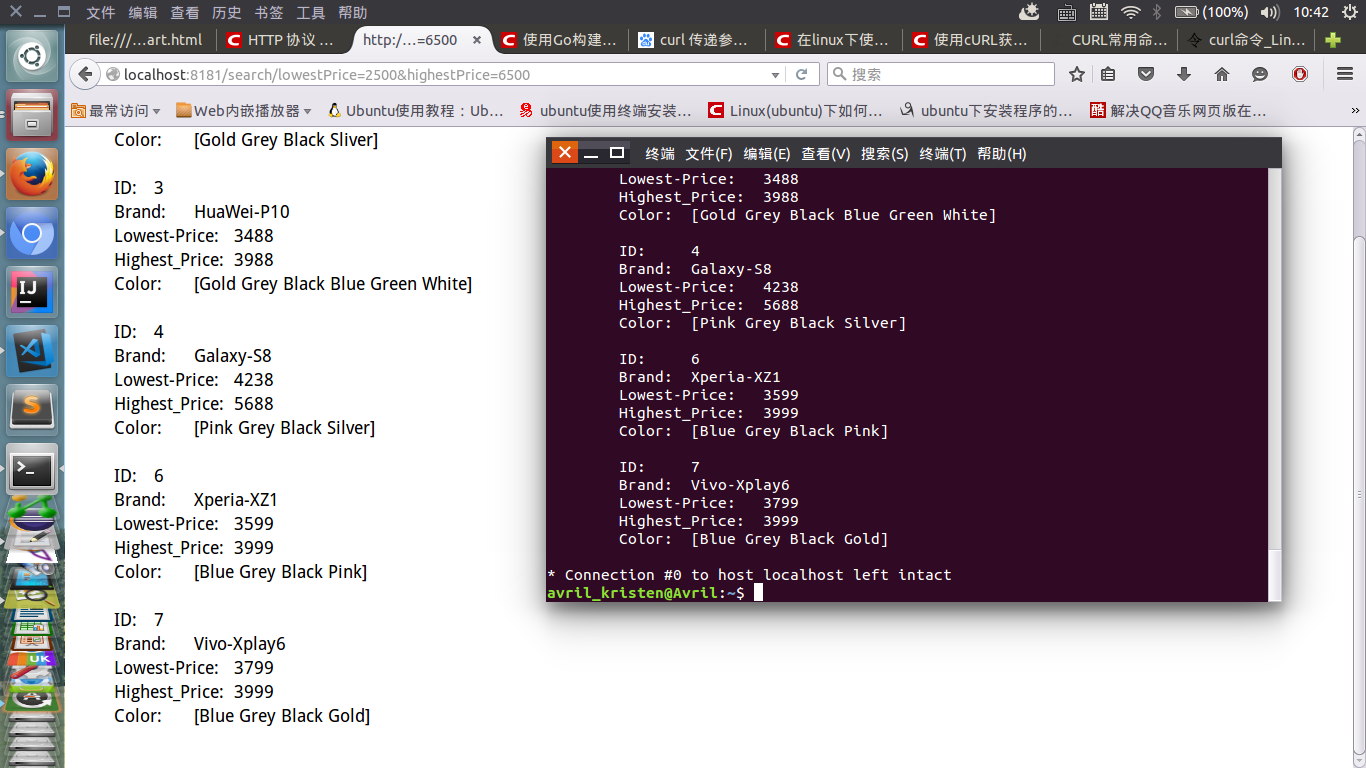 文件 编辑 查看 历史 书签 工具 帮助
(100%) 10:42
file:///…art.html
HTTP 协议 …
http:/…=6500
使用Go构建…
curl 传递参…
在linux下使…
使用cURL获…
CURL常用命…
curl命令_Lin…
localhost:8181/search/lowestPrice=2500&highestPrice=6500
搜索
最常访问
Web内嵌播放器
Ubuntu使用教程：Ub…
ubuntu使用终端安装…
Linux(ubuntu)下如何…
ubuntu下安装程序的…
酷 解决QQ音乐网页版在…
Color: [Gold Grey Black Sliver]
ID: 3
Brand: HuaWei-P10
Lowest-Price: 3488
Highest_Price: 3988
Color: [Gold Grey Black Blue Green White]
ID: 4
Brand: Galaxy-S8
Lowest-Price: 4238
Highest_Price: 5688
Color: [Pink Grey Black Silver]
ID: 6
Brand: Xperia-XZ1
Lowest-Price: 3599
Highest_Price: 3999
Color: [Blue Grey Black Pink]
ID: 7
Brand: Vivo-Xplay6
Lowest-Price: 3799
Highest_Price: 3999
Color: [Blue Grey Black Gold]
终端 文件(F) 编辑(E) 查看(V) 搜索(S) 终端(T) 帮助(H)
Lowest-Price: 3488
Highest_Price: 3988
Color: [Gold Grey Black Blue Green White]
ID: 4
Brand: Galaxy-S8
Lowest-Price: 4238
Highest_Price: 5688
Color: [Pink Grey Black Silver]
ID: 6
Brand: Xperia-XZ1
Lowest-Price: 3599
Highest_Price: 3999
Color: [Blue Grey Black Pink]
ID: 7
Brand: Vivo-Xplay6
Lowest-Price: 3799
Highest_Price: 3999
Color: [Blue Grey Black Gold]
* Connection #0 to host localhost left intact
avril_kristen@Avril:~$
IJ
S
>_
UK